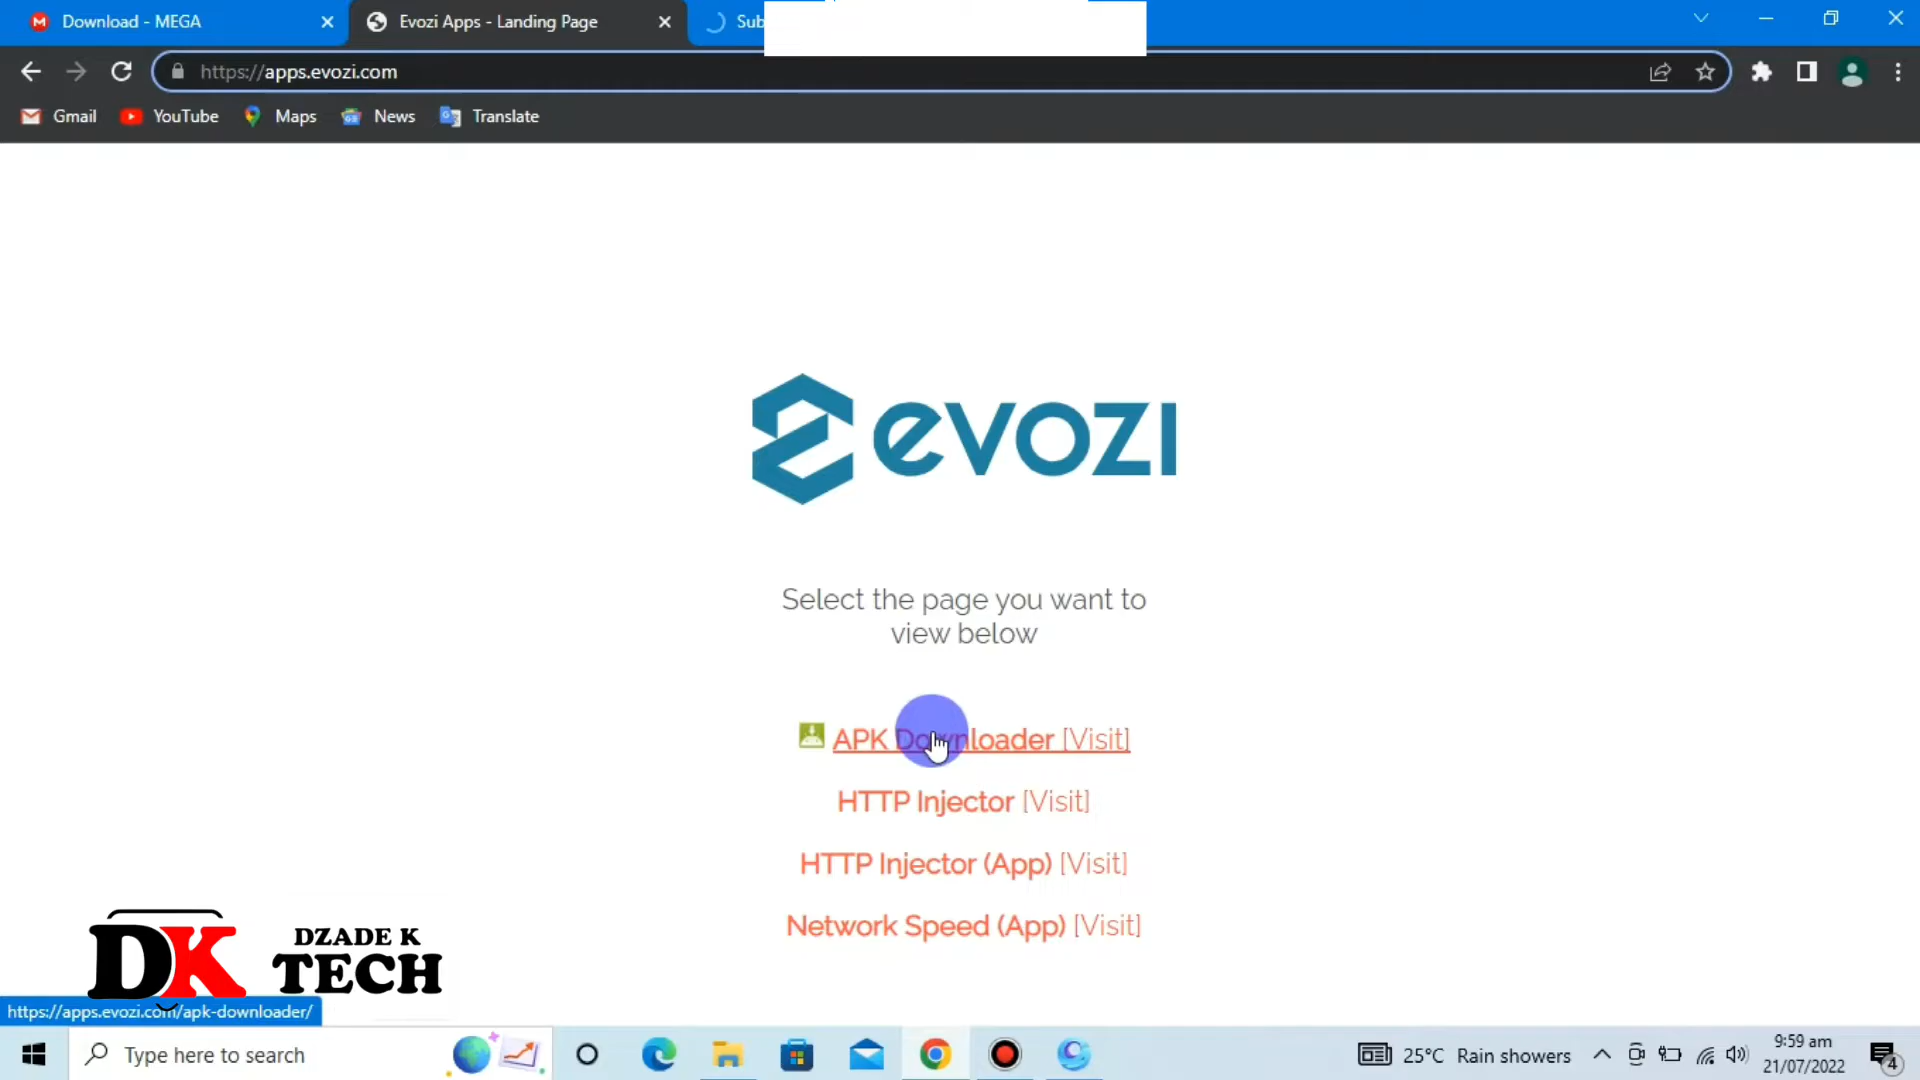 Download - MEGA
Evozi Apps - Landing Page
Sub
https://apps.evozi.com
Gmail
YouTube
Maps
News
Translate
evozi
Select the page you want to
view below
APK Downloader [Visit]
HTTP Injector [Visit]
HTTP Injector (App) [Visit]
Network Speed (App) [Visit]
DK
DZADE K
TECH
https://apps.evozi.com/apk-downloader/
Type here to search
25°C Rain showers
9:59 am
21/07/2022
4